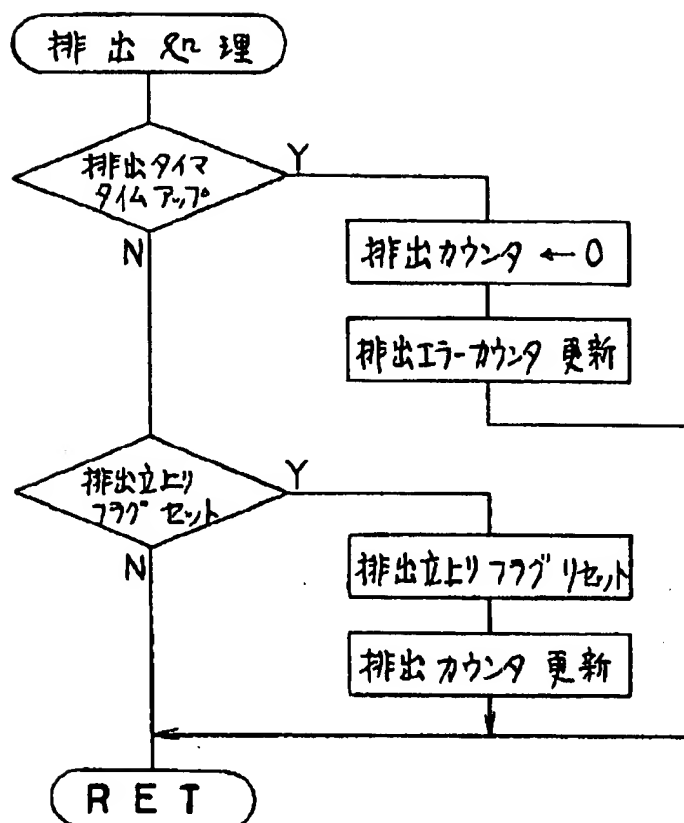 排出処理
排出タイマ
タイムアップ
Y
N
排出カウンタ ← 0
排出エラーカウンタ 更新
排出立上り
フラグ セット
Y
N
排出立上り フラグ リセット
排出 カウンタ 更新
RET